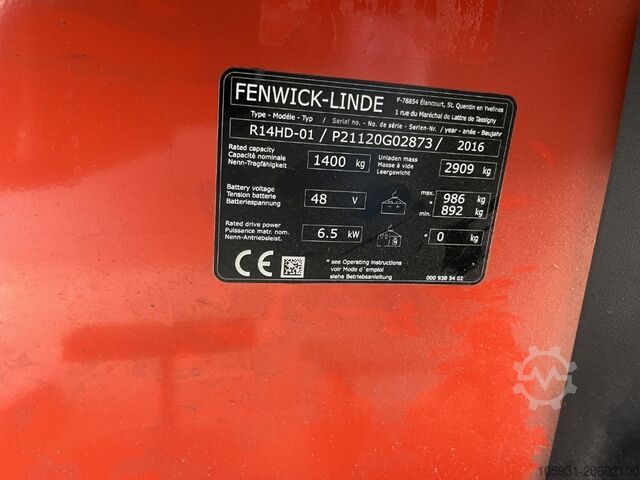 FENWICK-LINDE
F-78854 Élancourt, St. Quentin en Yvelines
1 rue du Maréchal de Lattre de Tassigny
Type - Modèle - Typ / Serial no. - No. de série - Serien-Nr. / year - année - Baujahr
R14HD-01 / P21120G02873 / 2016
Rated capacity
Capacité nominale
Nenn-Tragfähigkeit
1400 kg
Unladen mass
Masse à vide
Leergewicht
2909 kg
Battery voltage
Tension batterie
Batteriespannung
48 V
max. 986 kg
*
min. 892 kg
Rated drive power
Puissance matr. nom.
Nenn-Antriebsleist.
6.5 kW
* 0 kg
* see Operating Instructions
voir Mode d'emploi
siehe Betriebsanleitung
CE
000 938 54 02
105931-20602100